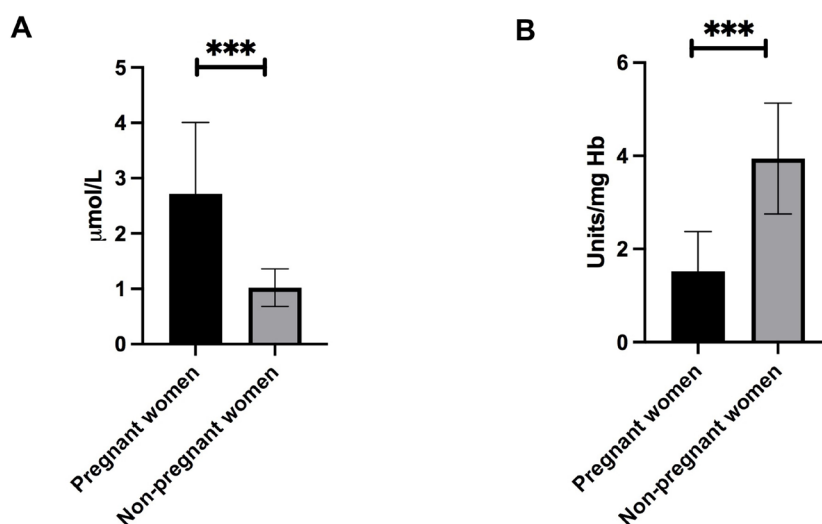 A
***
5
4
3
2
1
0
μmol/L
Pregnant women
Non-pregnant women
B
***
6
4
2
0
Units/mg Hb
Pregnant women
Non-pregnant women